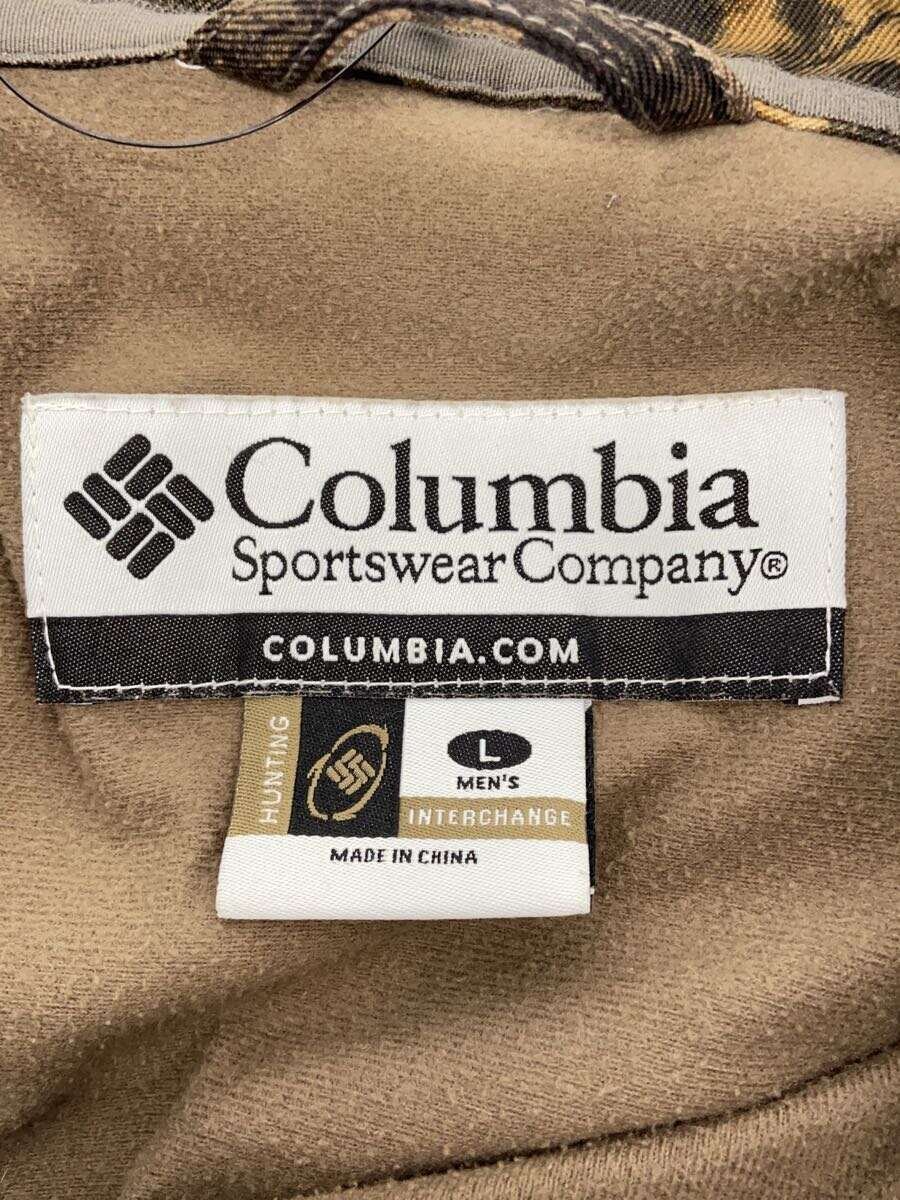 Columbia
Sportswear Company®
COLUMBIA.COM
HUNTING
L
MEN'S
INTERCHANGE
MADE IN CHINA